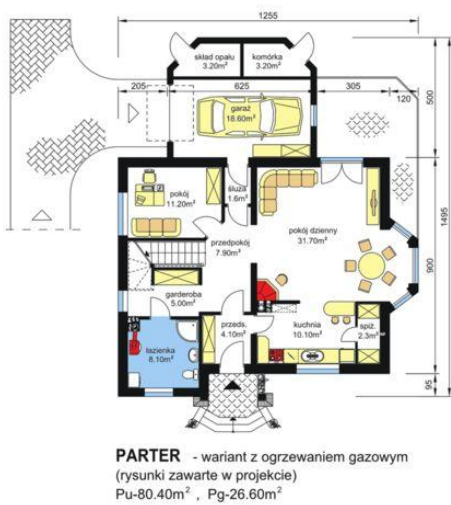 1255
skład opału
3.20m²
komórka
3.20m²
205
625
305
120
500
garaż
18.60m²
pokój
11.20m²
śluza
1.6m²
pokój dzienny
31.70m²
przedpokój
7.90m²
1495
900
garderoba
5.00m²
kuchnia
10.10m²
spiż.
2.3m²
przeds.
4.10m²
łazienka
8.10m²
95
PARTER - wariant z ogrzewaniem gazowym
(rysunki zawarte w projekcie)
Pu-80.40m² , Pg-26.60m²